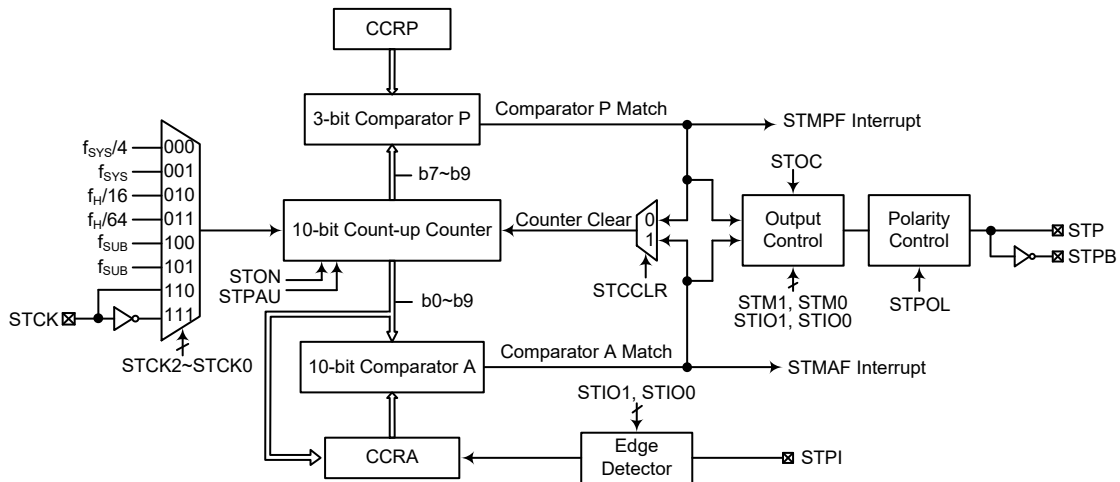 CCRP
3-bit Comparator P
Comparator P Match
STMPF Interrupt
b7~b9
fSYS/4
fSYS
fH/16
fH/64
fSUB
fSUB
000
001
010
011
100
101
110
111
STCK
STCK2~STCK0
10-bit Count-up Counter
STON
STPAU
Counter Clear
0
1
STCCLR
STOC
Output
Control
STM1, STM0
STIO1, STIO0
Polarity
Control
STPOL
STP
STPB
b0~b9
10-bit Comparator A
Comparator A Match
STMAF Interrupt
CCRA
STIO1, STIO0
Edge
Detector
STPI